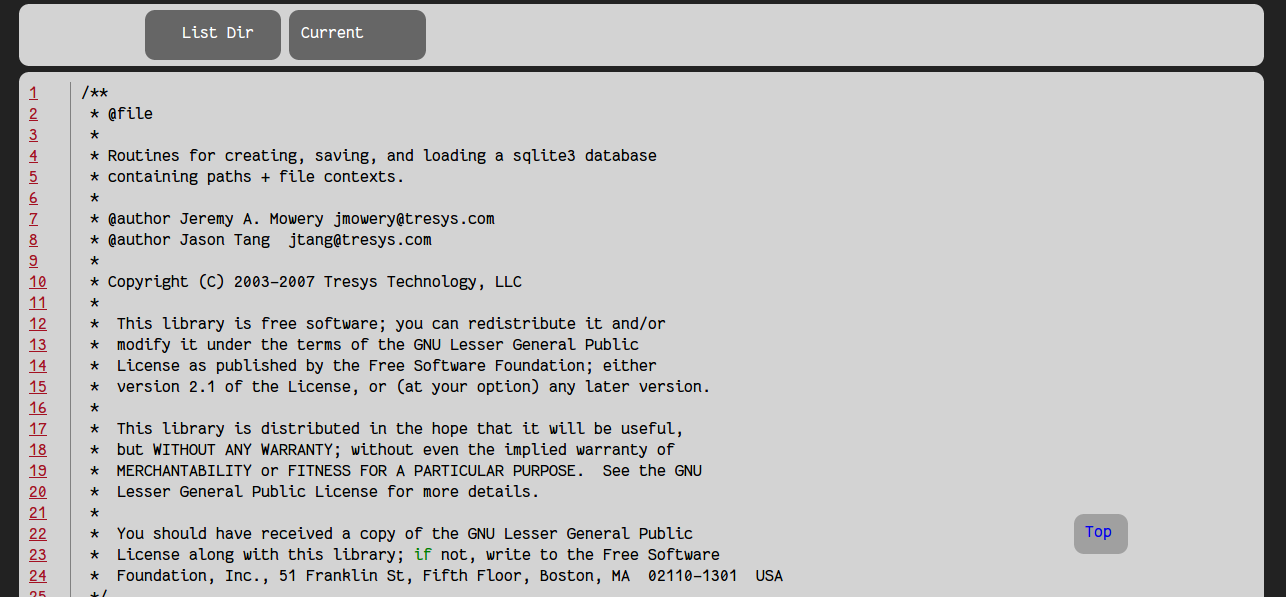 List Dir Current
1 /**
2 * @file
3 *
4 * Routines for creating, saving, and loading a sqlite3 database
5 * containing paths + file contexts.
6 *
7 * @author Jeremy A. Mowery jmowery@tresys.com
8 * @author Jason Tang  jtang@tresys.com
9 *
10 * Copyright (C) 2003-2007 Tresys Technology, LLC
11 *
12 *  This library is free software; you can redistribute it and/or
13 *  modify it under the terms of the GNU Lesser General Public
14 *  License as published by the Free Software Foundation; either
15 *  version 2.1 of the License, or (at your option) any later version.
16 *
17 *  This library is distributed in the hope that it will be useful,
18 *  but WITHOUT ANY WARRANTY; without even the implied warranty of
19 *  MERCHANTABILITY or FITNESS FOR A PARTICULAR PURPOSE.  See the GNU
20 *  Lesser General Public License for more details.
21 *
22 *  You should have received a copy of the GNU Lesser General Public
23 *  License along with this library; if not, write to the Free Software
24 *  Foundation, Inc., 51 Franklin St, Fifth Floor, Boston, MA  02110-1301  USA
25 */
Top